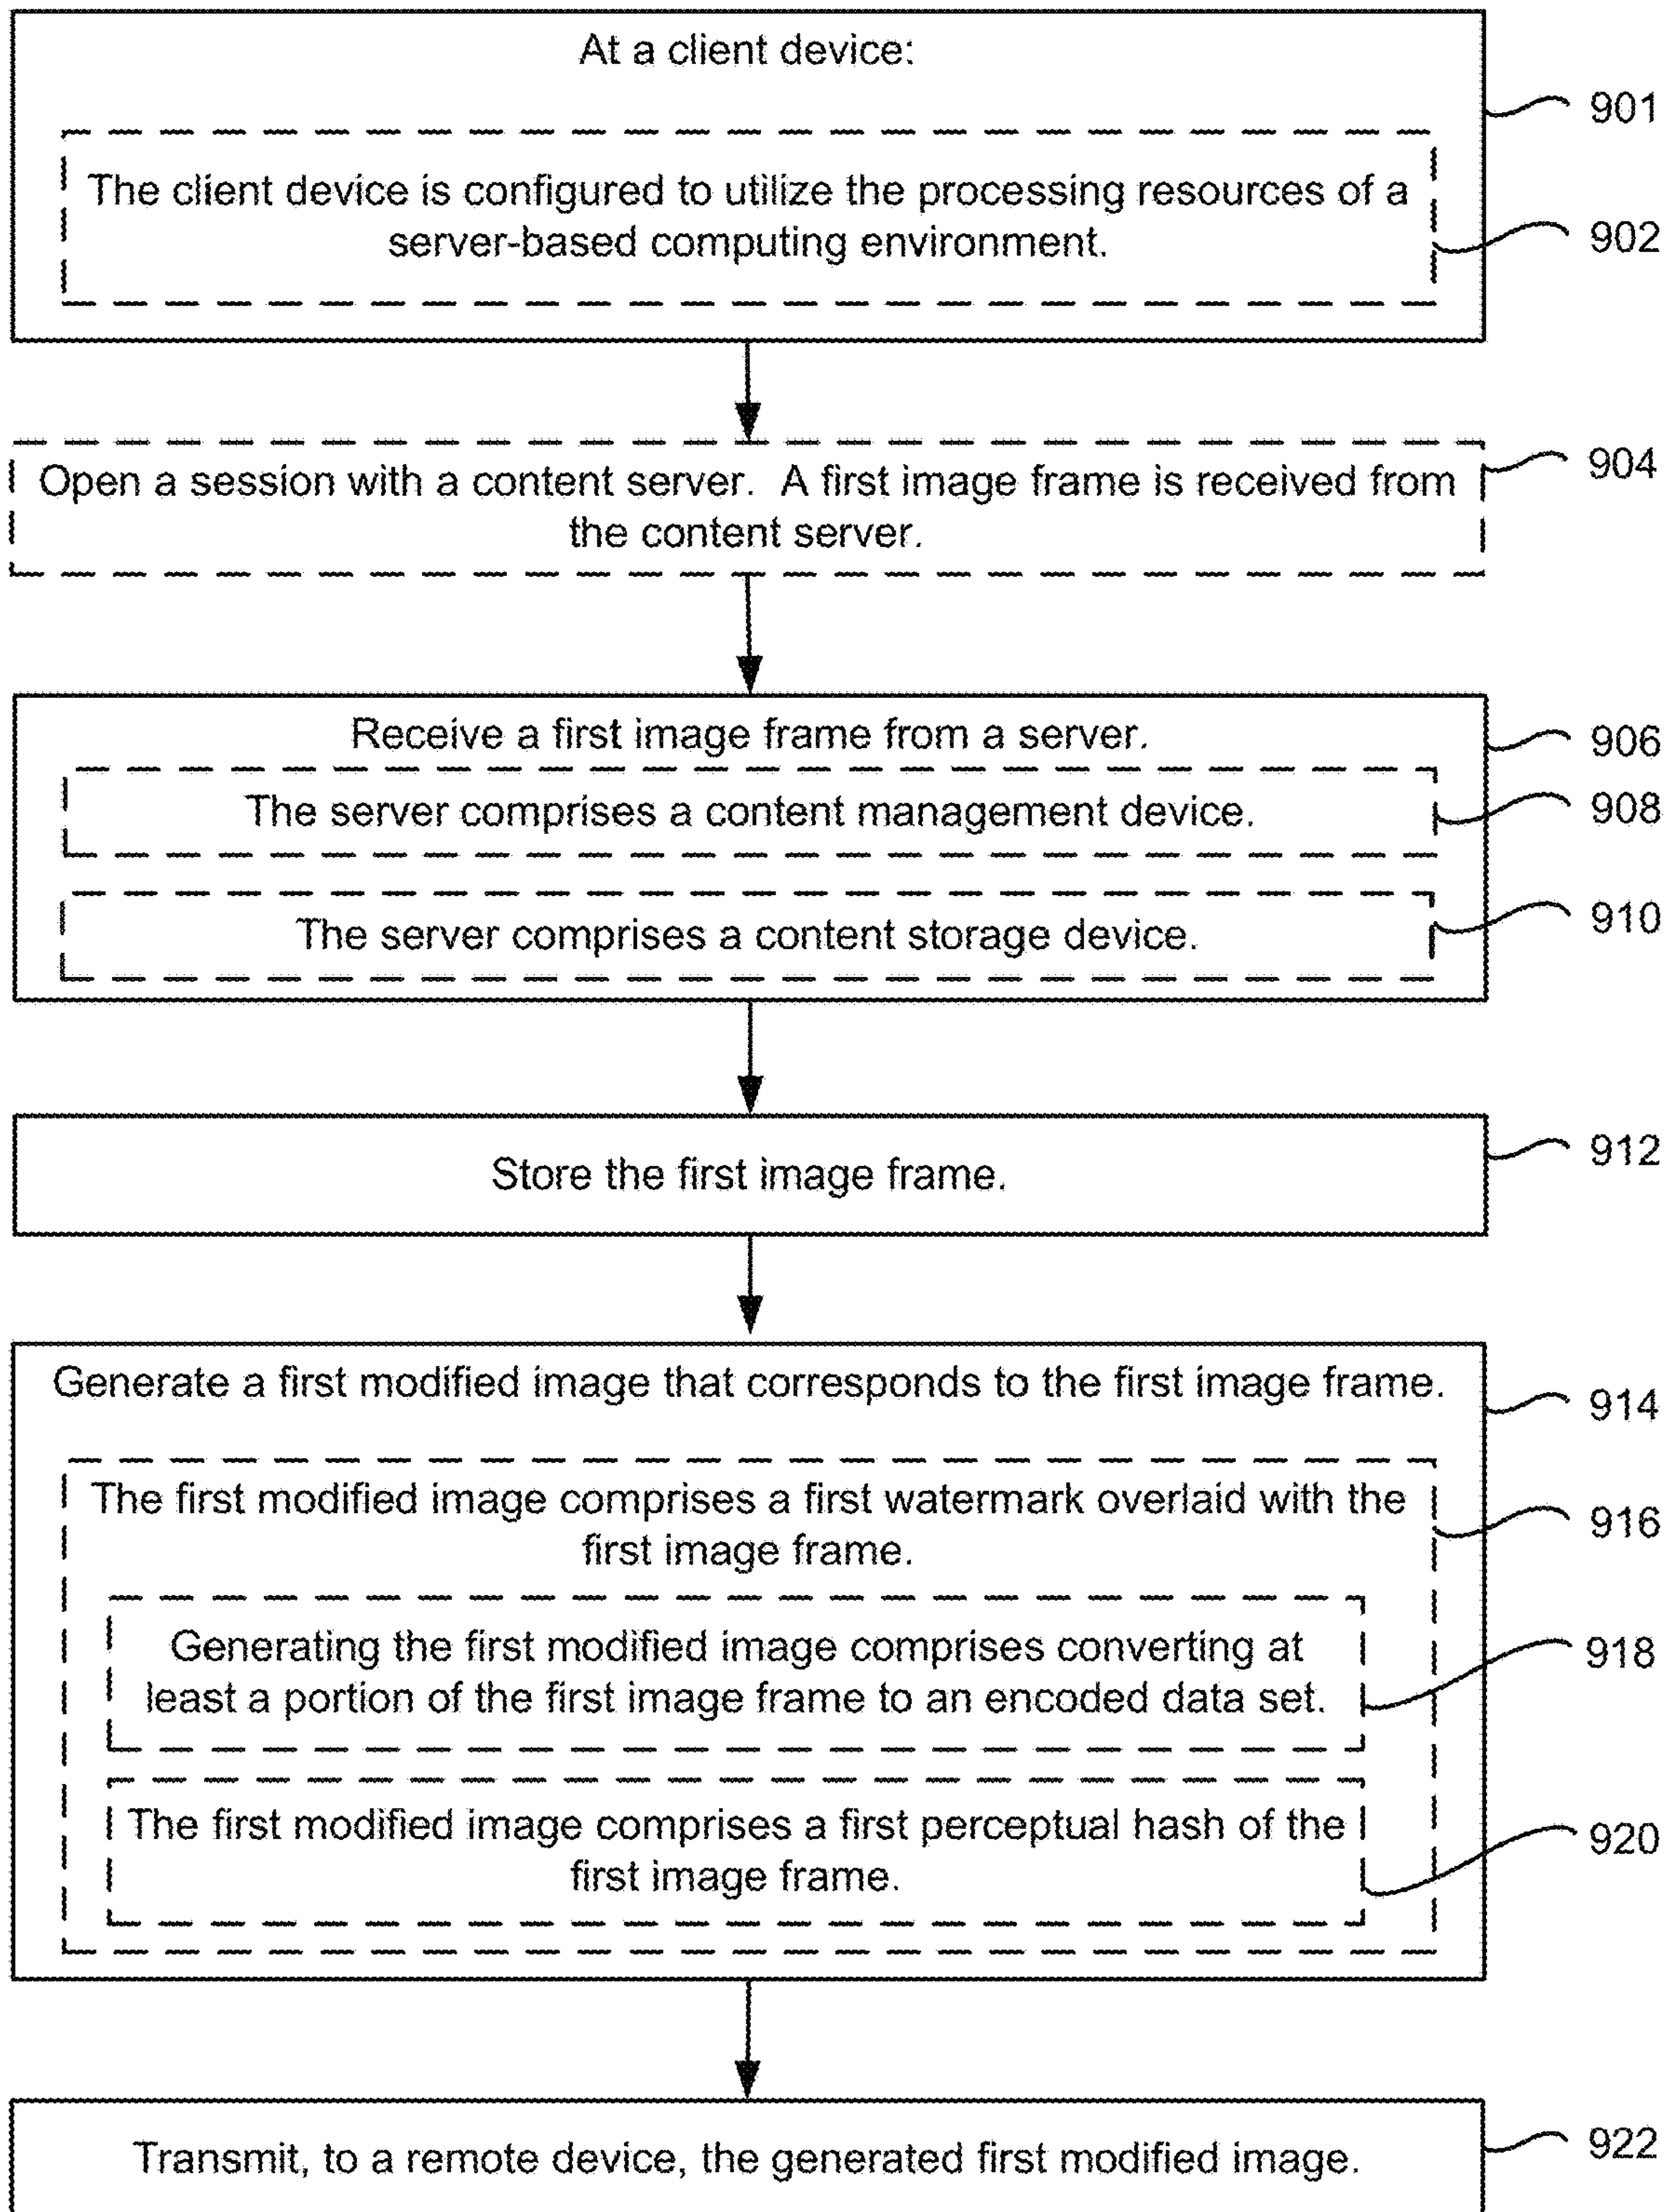 At a client device:
901
The client device is configured to utilize the processing resources of a
server-based computing environment.
902
Open a session with a content server.  A first image frame is received from
the content server.
904
Receive a first image frame from a server.
906
The server comprises a content management device.
908
The server comprises a content storage device.
910
Store the first image frame.
912
Generate a first modified image that corresponds to the first image frame.
914
The first modified image comprises a first watermark overlaid with the
first image frame.
916
Generating the first modified image comprises converting at
least a portion of the first image frame to an encoded data set.
918
The first modified image comprises a first perceptual hash of the
first image frame.
920
Transmit, to a remote device, the generated first modified image.
922